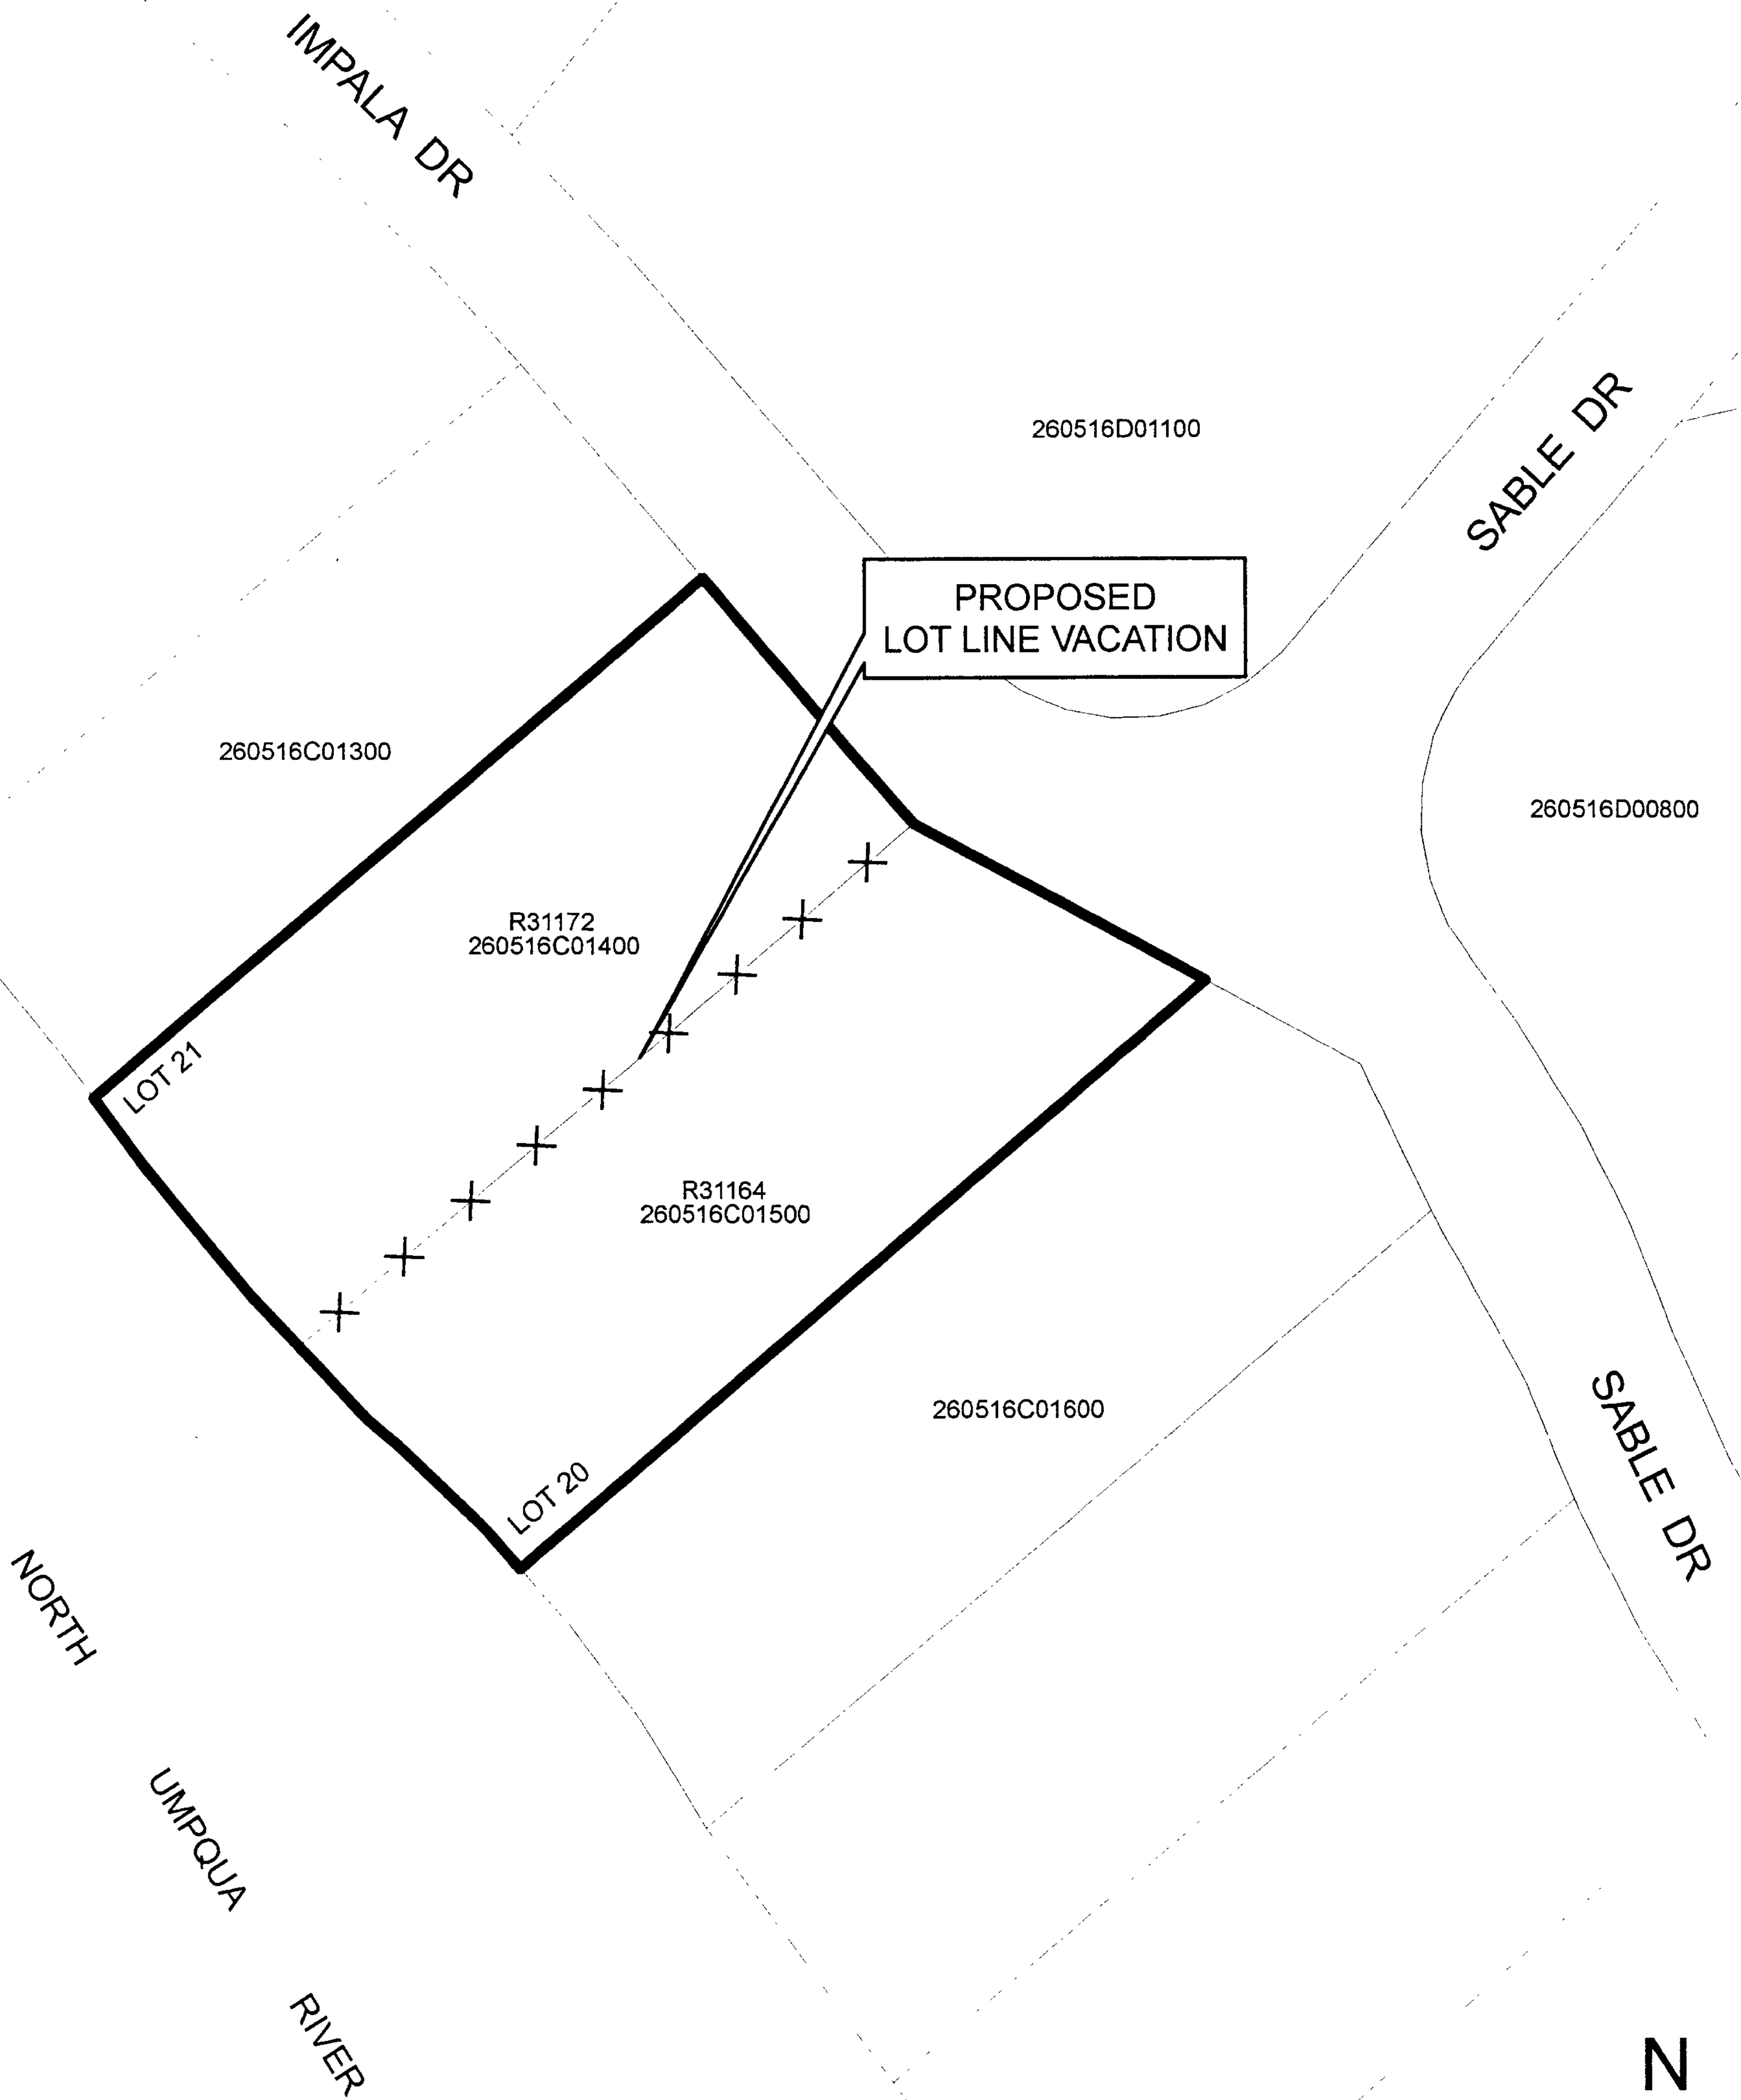 IMPALA DR
260516D01100
SABLE DR
PROPOSED
LOT LINE VACATION
260516C01300
260516D00800
R31172
260516C01400
LOT 21
R31164
260516C01500
260516C01600
SABLE DR
LOT 20
NORTH
UMPQUA
RIVER
N